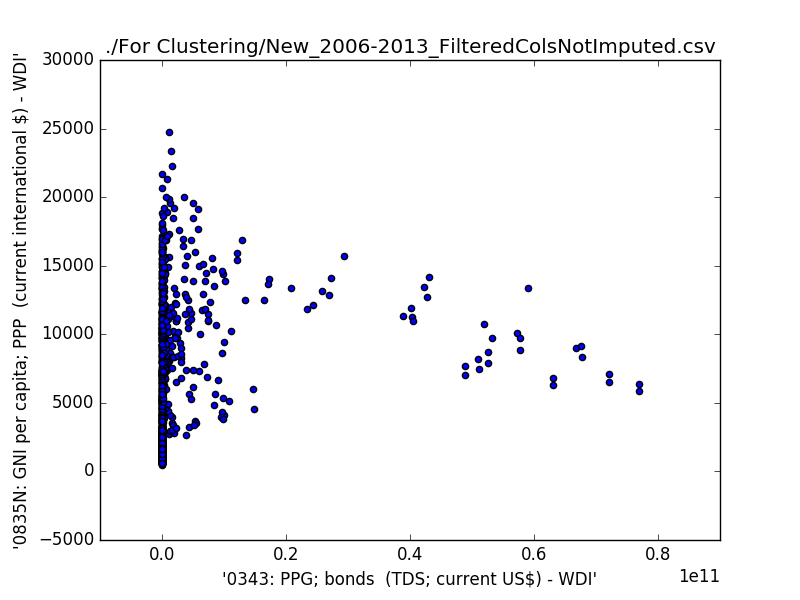 ./For Clustering/New_2006-2013_FilteredColsNotImputed.csv
30000
25000
20000
15000
10000
5000
0
−5000
'0835N: GNI per capita; PPP  (current international $) - WDI'
0.0 0.2 0.4 0.6 0.8
1e11
'0343: PPG; bonds  (TDS; current US$) - WDI'